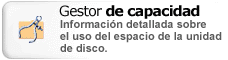 Gestor de capacidad
Información detallada sobre
el uso del espacio de la unidad
de disco.